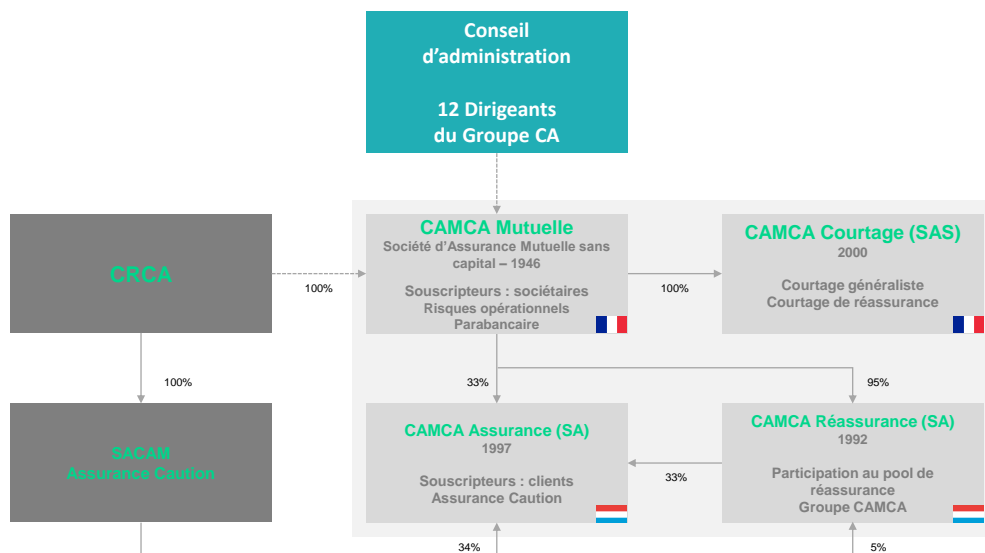 Conseil
d’administration
12 Dirigeants
du Groupe CA
CRCA
100%
CAMCA Mutuelle
Société d’Assurance Mutuelle sans
capital – 1946
Souscripteurs : sociétaires
Risques opérationnels
Parabancaire
100%
CAMCA Courtage (SAS)
2000
Courtage généraliste
Courtage de réassurance
100%
33%
95%
SACAM
Assurance Caution
CAMCA Assurance (SA)
1997
Souscripteurs : clients
Assurance Caution
33%
CAMCA Réassurance (SA)
1992
Participation au pool de
réassurance
Groupe CAMCA
34%
5%